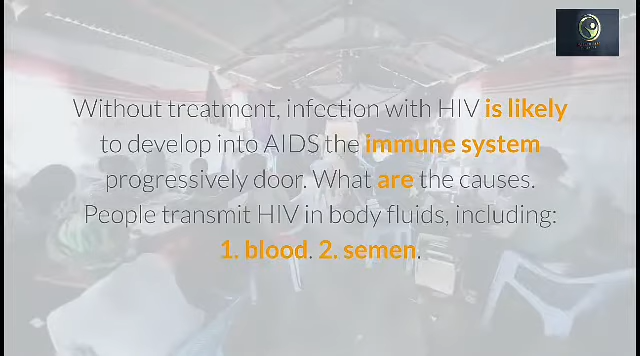 Without treatment, infection with HIV is likely
to develop into AIDS the immune system
progressively door. What are the causes.
People transmit HIV in body fluids, including:
1. blood. 2. semen.